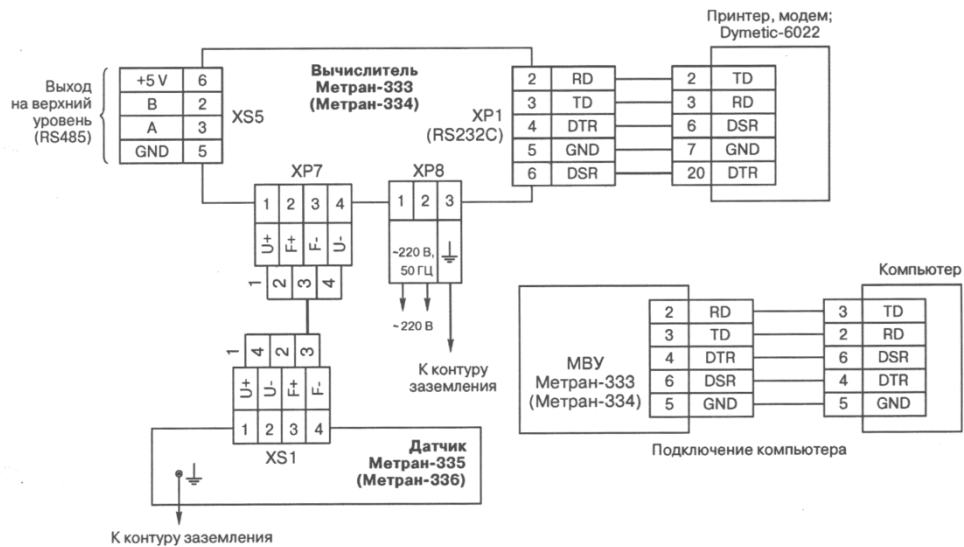 Принтер, модем;
Dymetic-6022
Выход
на верхний
уровень
(RS485)
+5 V 6
B 2
A 3
GND 5
XS5
Вычислитель
Метран-333
(Метран-334)
XP1
(RS232C)
2 RD
3 TD
4 DTR
5 GND
6 DSR
2 TD
3 RD
6 DSR
7 GND
20 DTR
XP7
1 2 3 4
U+ F+ F- U-
1 2 3 4
XP8
1 2 3
~220 В,
50 ГЦ
~220 В
К контуру
заземления
1 4 2 3
U+ U- F+ F-
1 2 3 4
XS1
Датчик
Метран-335
(Метран-336)
К контуру заземления
Компьютер
МВУ
Метран-333
(Метран-334)
2 RD
3 TD
4 DTR
6 DSR
5 GND
3 TD
2 RD
6 DSR
4 DTR
5 GND
Подключение компьютера